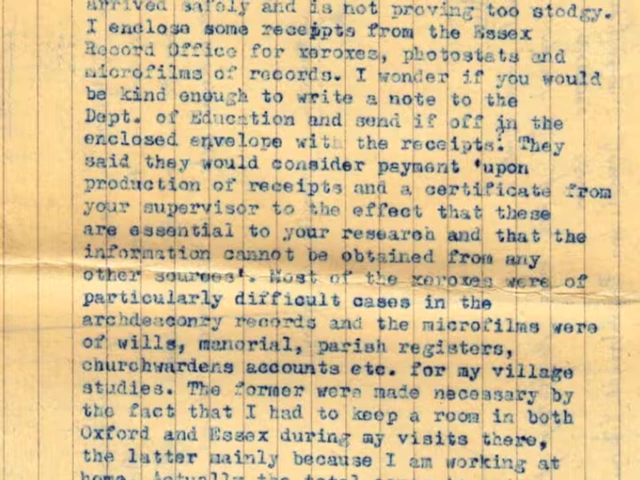 arrived safely and is not proving too stodgy.
I enclose some receipts from the Essex
Record Office for xeroxes, photostats and
microfilms of records. I wonder if you would
be kind enough to write a note to the
Dept. of Education and send if off in the
enclosed envelope with the receipts. They
said they would consider payment 'upon
production of receipts and a certificate from
your supervisor to the effect that these
are essential to your research and that the
information cannot be obtained from any
other sources'. Most of the xeroxes were of
particularly difficult cases in the
archdeaconry records and the microfilms were
of wills, manorial, parish registers,
churchwardens accounts etc. for my village
studies. The former were made necessary by
the fact that I had to keep a room in both
Oxford and Essex during my visits there,
the latter mainly because I am working at
home. Actually the total